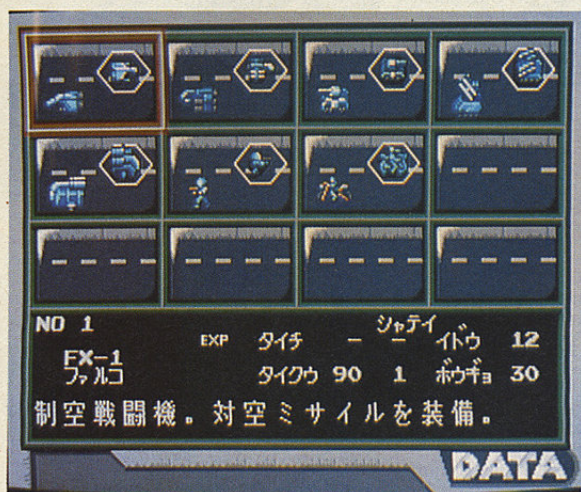 NO 1
シャテイ
EXP タイチ - - イドウ 12
FX-1
ファルコ タイクウ 90 1 ボウギョ 30
制空戦闘機。対空ミサイルを装備。
DATA